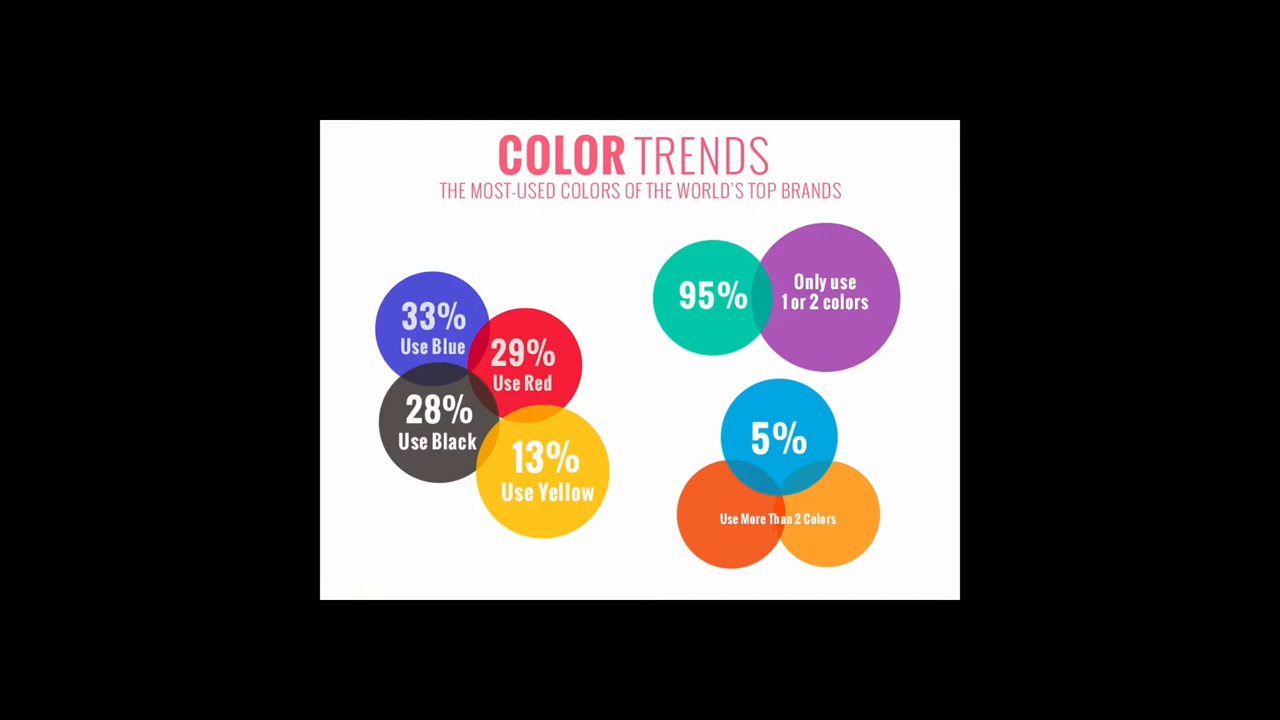 COLOR TRENDS
THE MOST-USED COLORS OF THE WORLD'S TOP BRANDS
33%
Use Blue
29%
Use Red
28%
Use Black
13%
Use Yellow
95%
Only use
1 or 2 colors
5%
Use More Than 2 Colors